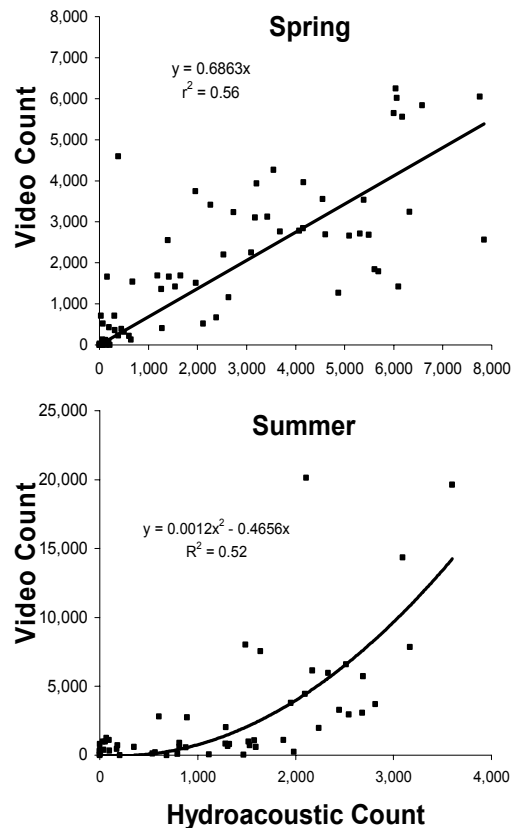 Spring
y = 0.6863x
r² = 0.56
8,000
7,000
6,000
5,000
4,000
3,000
2,000
1,000
0
Video Count
0 1,000 2,000 3,000 4,000 5,000 6,000 7,000 8,000
Summer
y = 0.0012x² - 0.4656x
R² = 0.52
25,000
20,000
15,000
10,000
5,000
0
Video Count
0 1,000 2,000 3,000 4,000
Hydroacoustic Count